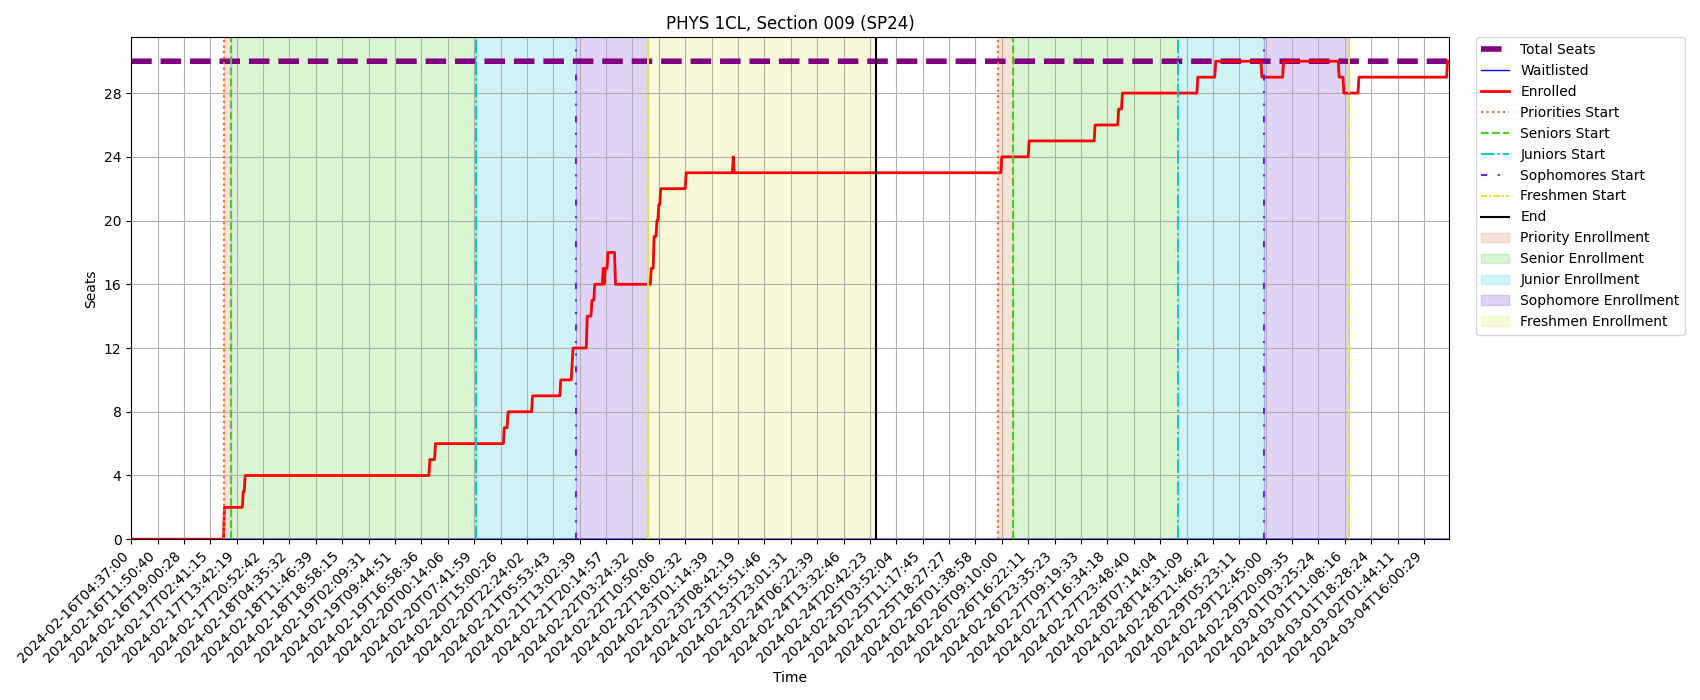 PHYS 1CL, Section 009 (SP24)
Total Seats
Waitlisted
Enrolled
Priorities Start
Seniors Start
Juniors Start
Sophomores Start
Freshmen Start
End
Priority Enrollment
Senior Enrollment
Junior Enrollment
Sophomore Enrollment
Freshmen Enrollment
Seats
28
24
20
16
12
8
4
0
2024-02-16T04:37:00
2024-02-16T11:50:40
2024-02-16T19:00:28
2024-02-17T02:41:15
2024-02-17T13:42:19
2024-02-17T20:52:42
2024-02-18T04:35:32
2024-02-18T11:46:39
2024-02-18T18:58:15
2024-02-19T02:09:31
2024-02-19T09:44:51
2024-02-19T16:58:36
2024-02-20T00:14:06
2024-02-20T07:41:59
2024-02-20T15:00:26
2024-02-20T22:24:02
2024-02-21T05:53:43
2024-02-21T13:02:39
2024-02-21T20:14:57
2024-02-22T03:24:32
2024-02-22T10:50:06
2024-02-22T18:02:32
2024-02-23T01:14:39
2024-02-23T08:42:19
2024-02-23T15:51:46
2024-02-23T23:01:31
2024-02-24T06:22:39
2024-02-24T13:32:46
2024-02-24T20:42:23
2024-02-25T03:52:04
2024-02-25T11:17:45
2024-02-25T18:27:27
2024-02-26T01:38:58
2024-02-26T09:10:00
2024-02-26T16:22:11
2024-02-26T23:35:23
2024-02-27T09:19:33
2024-02-27T16:34:18
2024-02-27T23:48:40
2024-02-28T07:14:04
2024-02-28T14:31:09
2024-02-28T21:46:42
2024-02-29T05:23:11
2024-02-29T12:45:00
2024-02-29T20:09:35
2024-03-01T03:25:24
2024-03-01T11:08:16
2024-03-01T18:28:24
2024-03-02T01:44:11
2024-03-04T16:00:29
Time